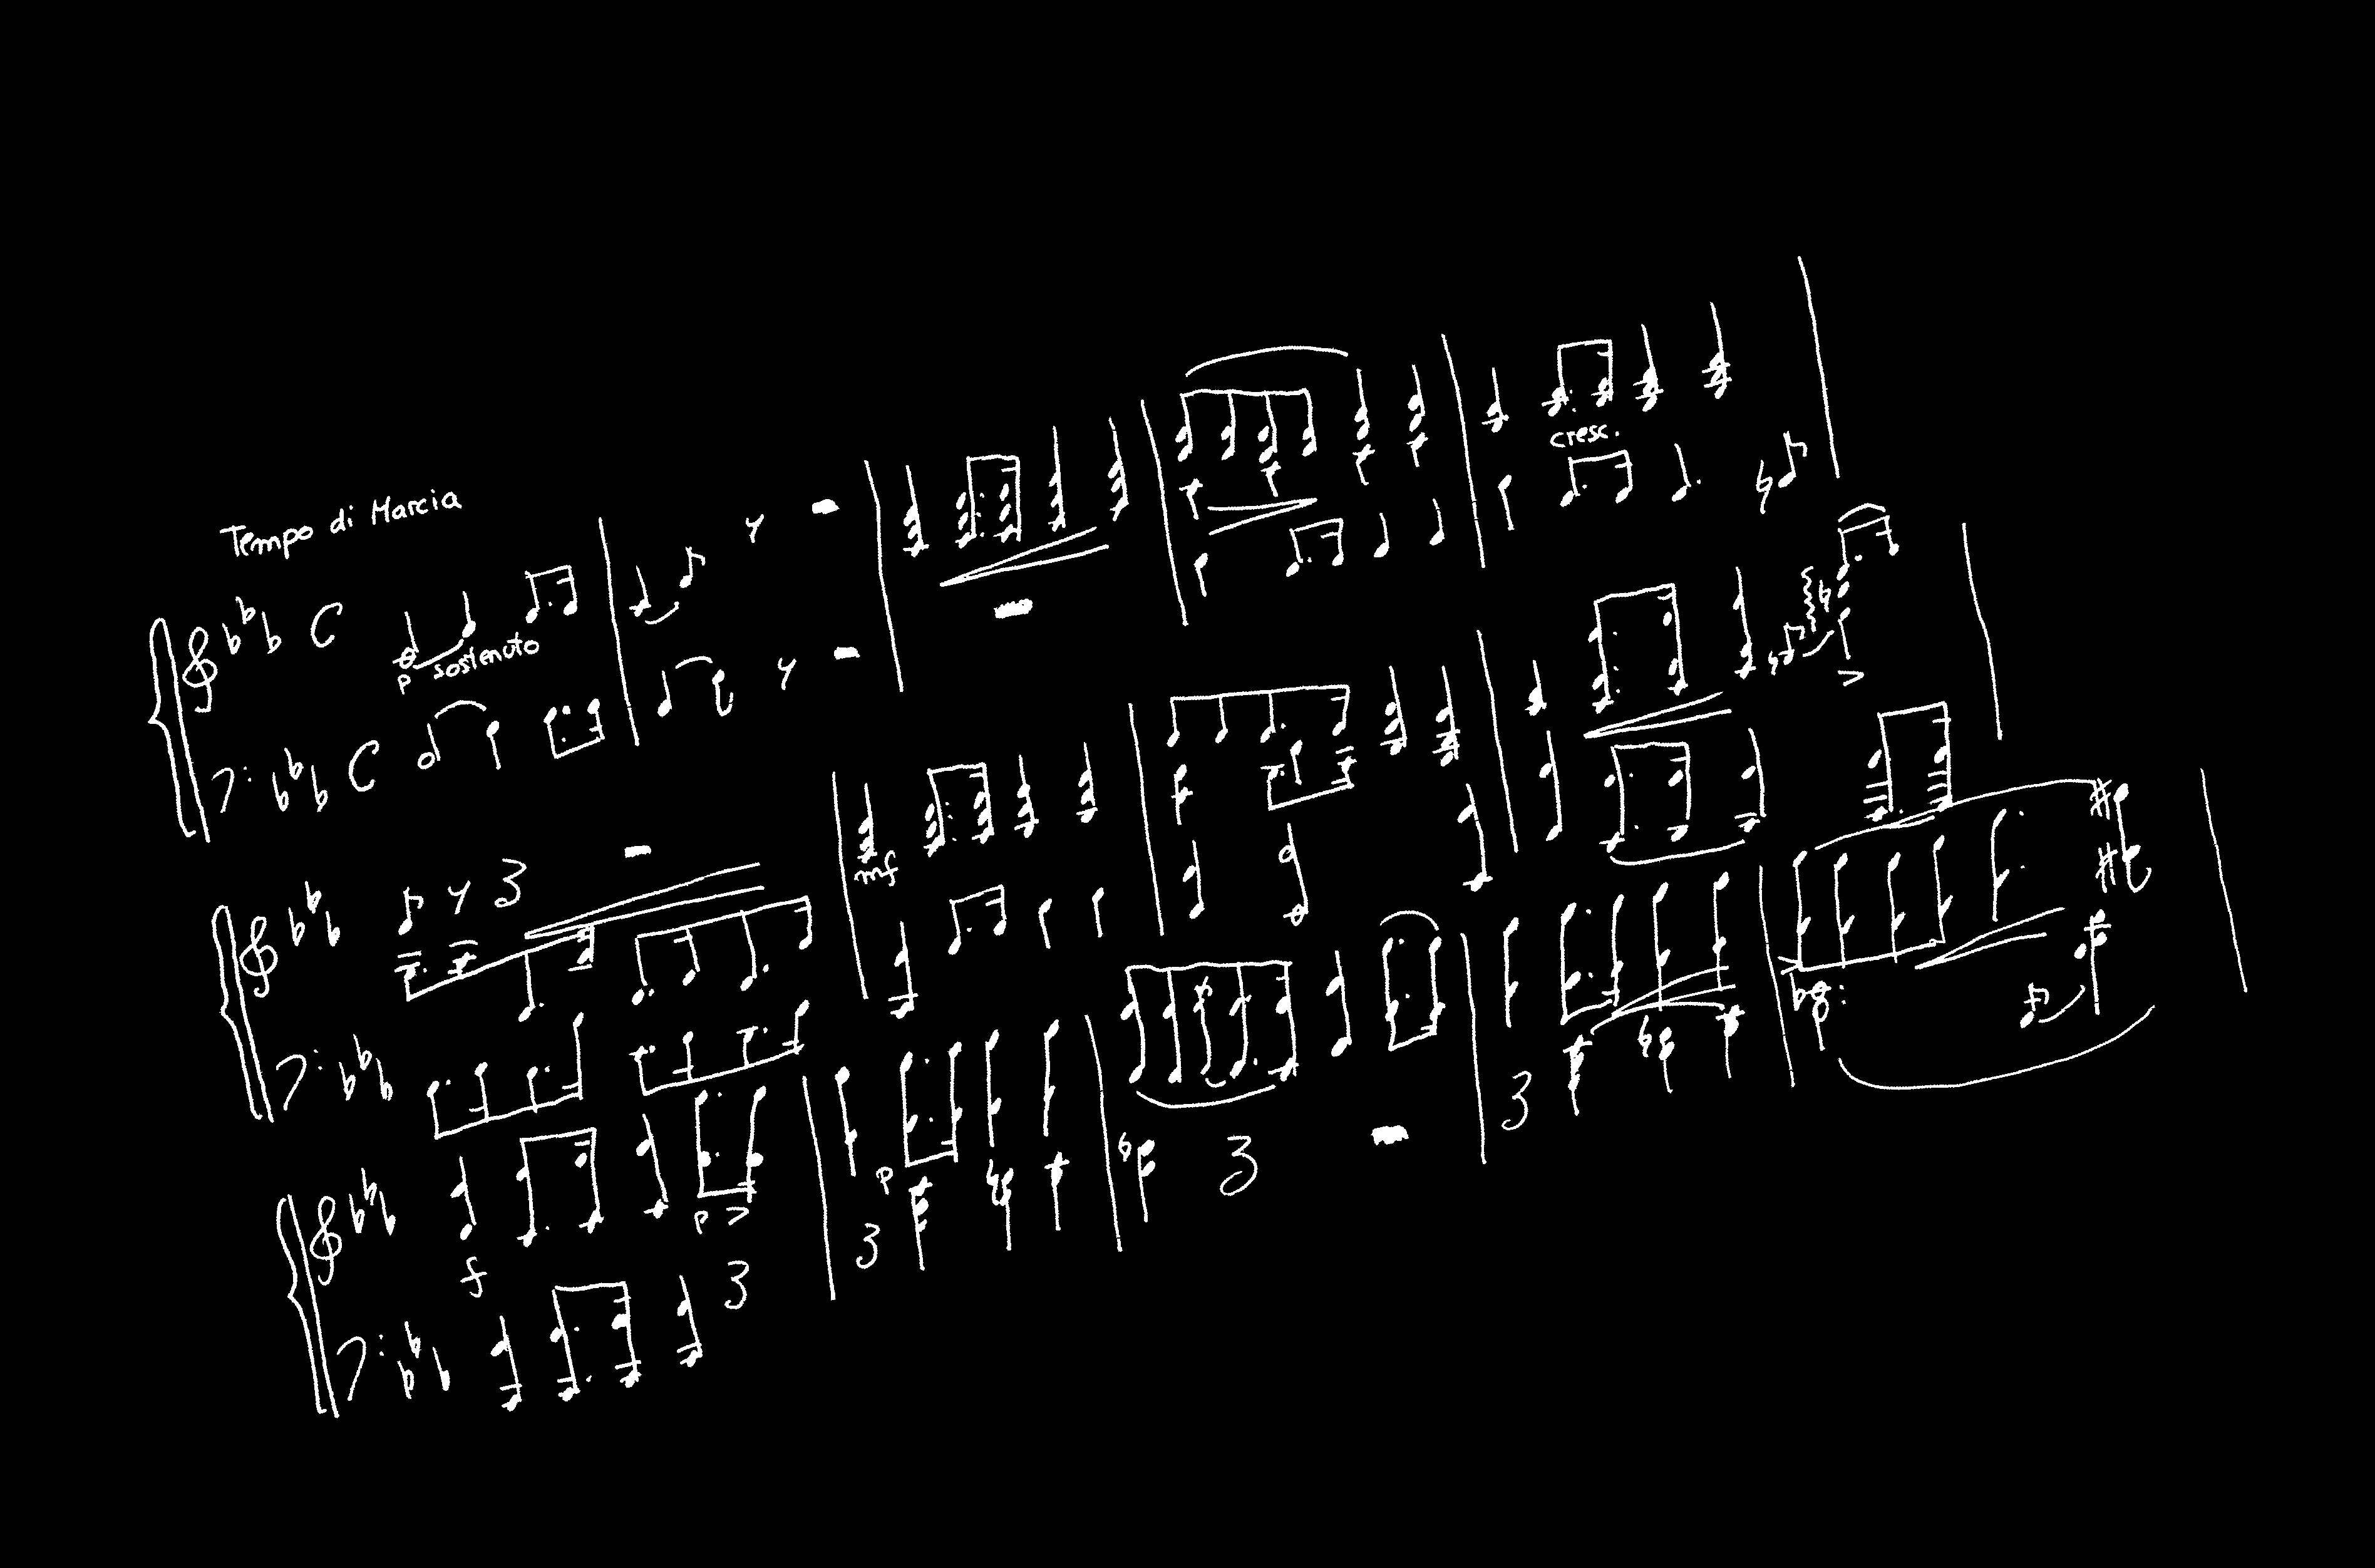 Tempo di Marcia
p sostenuto
cresc.
mf
f
p
p